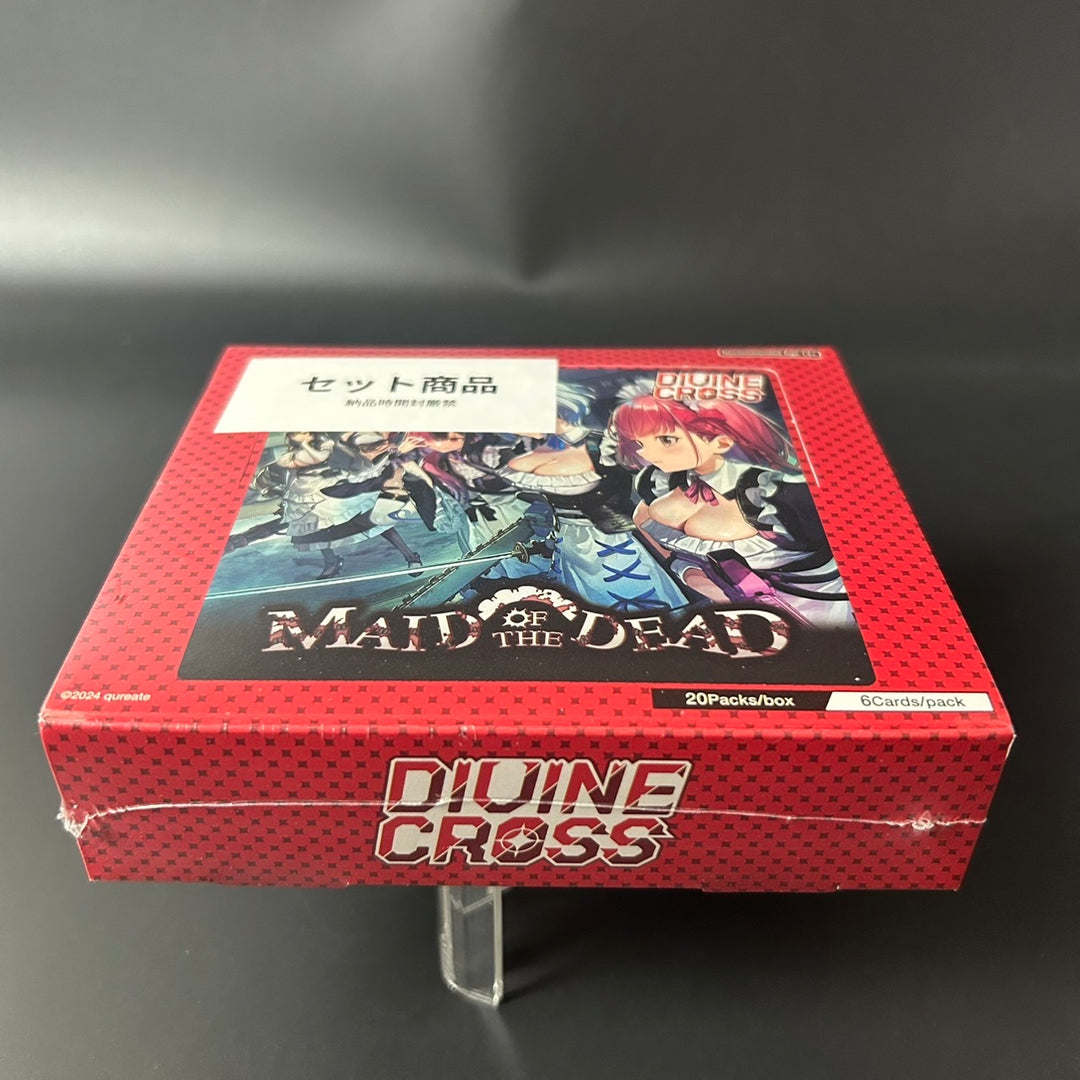 セット商品
納品時開封厳禁
DIVINE
CROSS
MAID OF THE DEAD
©2024 qureate
20Packs/box
6Cards/pack
DIVINE
CROSS